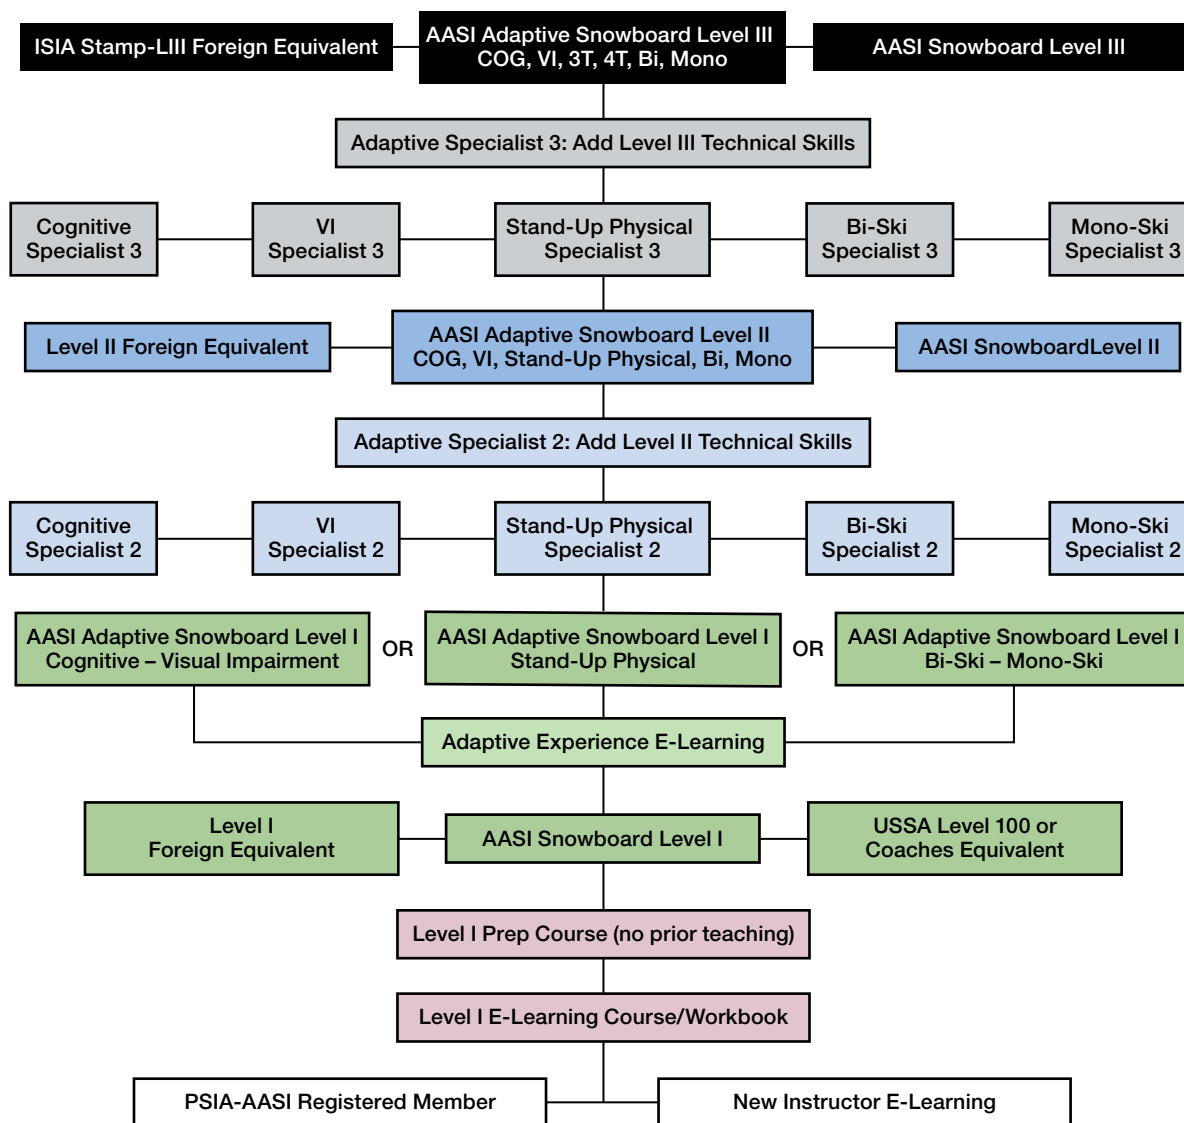 ISIA Stamp-LIII Foreign Equivalent
AASI Adaptive Snowboard Level III
COG, VI, 3T, 4T, Bi, Mono
AASI Snowboard Level III
Adaptive Specialist 3: Add Level III Technical Skills
Cognitive
Specialist 3
VI
Specialist 3
Stand-Up Physical
Specialist 3
Bi-Ski
Specialist 3
Mono-Ski
Specialist 3
Level II Foreign Equivalent
AASI Adaptive Snowboard Level II
COG, VI, Stand-Up Physical, Bi, Mono
AASI SnowboardLevel II
Adaptive Specialist 2: Add Level II Technical Skills
Cognitive
Specialist 2
VI
Specialist 2
Stand-Up Physical
Specialist 2
Bi-Ski
Specialist 2
Mono-Ski
Specialist 2
AASI Adaptive Snowboard Level I
Cognitive – Visual Impairment
OR
AASI Adaptive Snowboard Level I
Stand-Up Physical
OR
AASI Adaptive Snowboard Level I
Bi-Ski – Mono-Ski
Adaptive Experience E-Learning
Level I
Foreign Equivalent
AASI Snowboard Level I
USSA Level 100 or
Coaches Equivalent
Level I Prep Course (no prior teaching)
Level I E-Learning Course/Workbook
PSIA-AASI Registered Member
New Instructor E-Learning